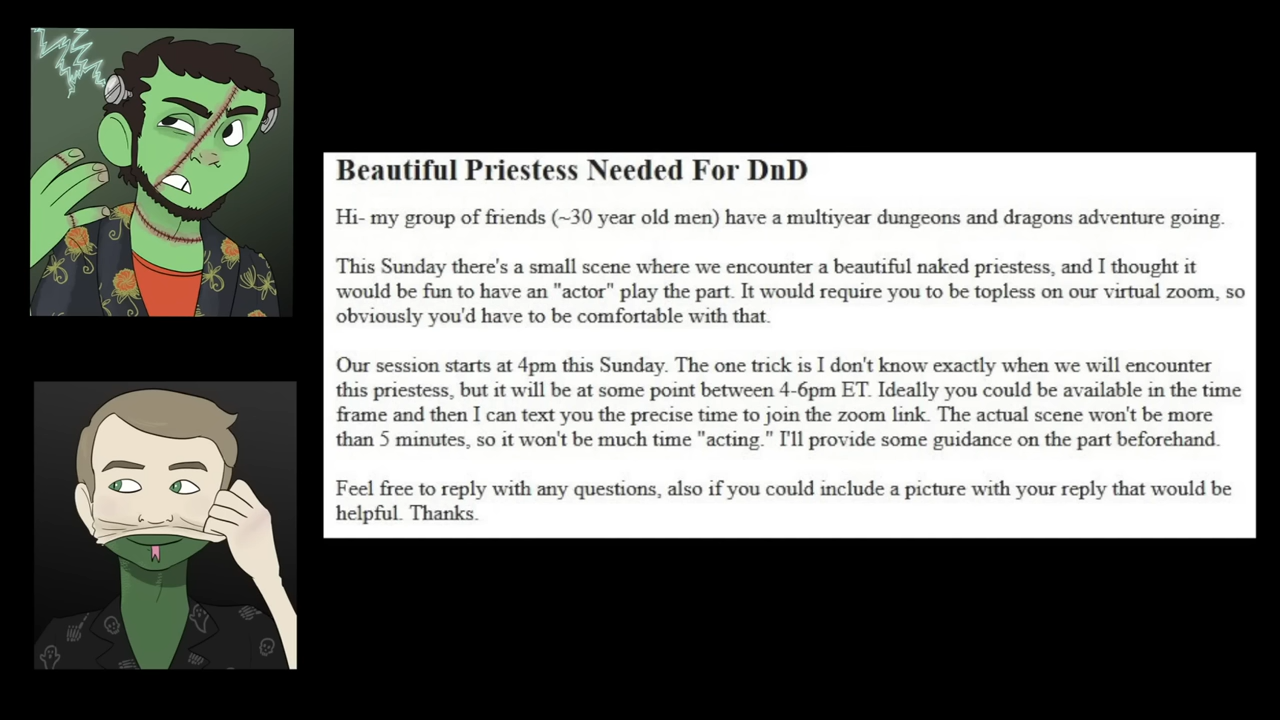 Beautiful Priestess Needed For DnD
Hi- my group of friends (~30 year old men) have a multiyear dungeons and dragons adventure going.
This Sunday there's a small scene where we encounter a beautiful naked priestess, and I thought it
would be fun to have an "actor" play the part. It would require you to be topless on our virtual zoom, so
obviously you'd have to be comfortable with that.
Our session starts at 4pm this Sunday. The one trick is I don't know exactly when we will encounter
this priestess, but it will be at some point between 4-6pm ET. Ideally you could be available in the time
frame and then I can text you the precise time to join the zoom link. The actual scene won't be more
than 5 minutes, so it won't be much time "acting." I'll provide some guidance on the part beforehand.
Feel free to reply with any questions, also if you could include a picture with your reply that would be
helpful. Thanks.